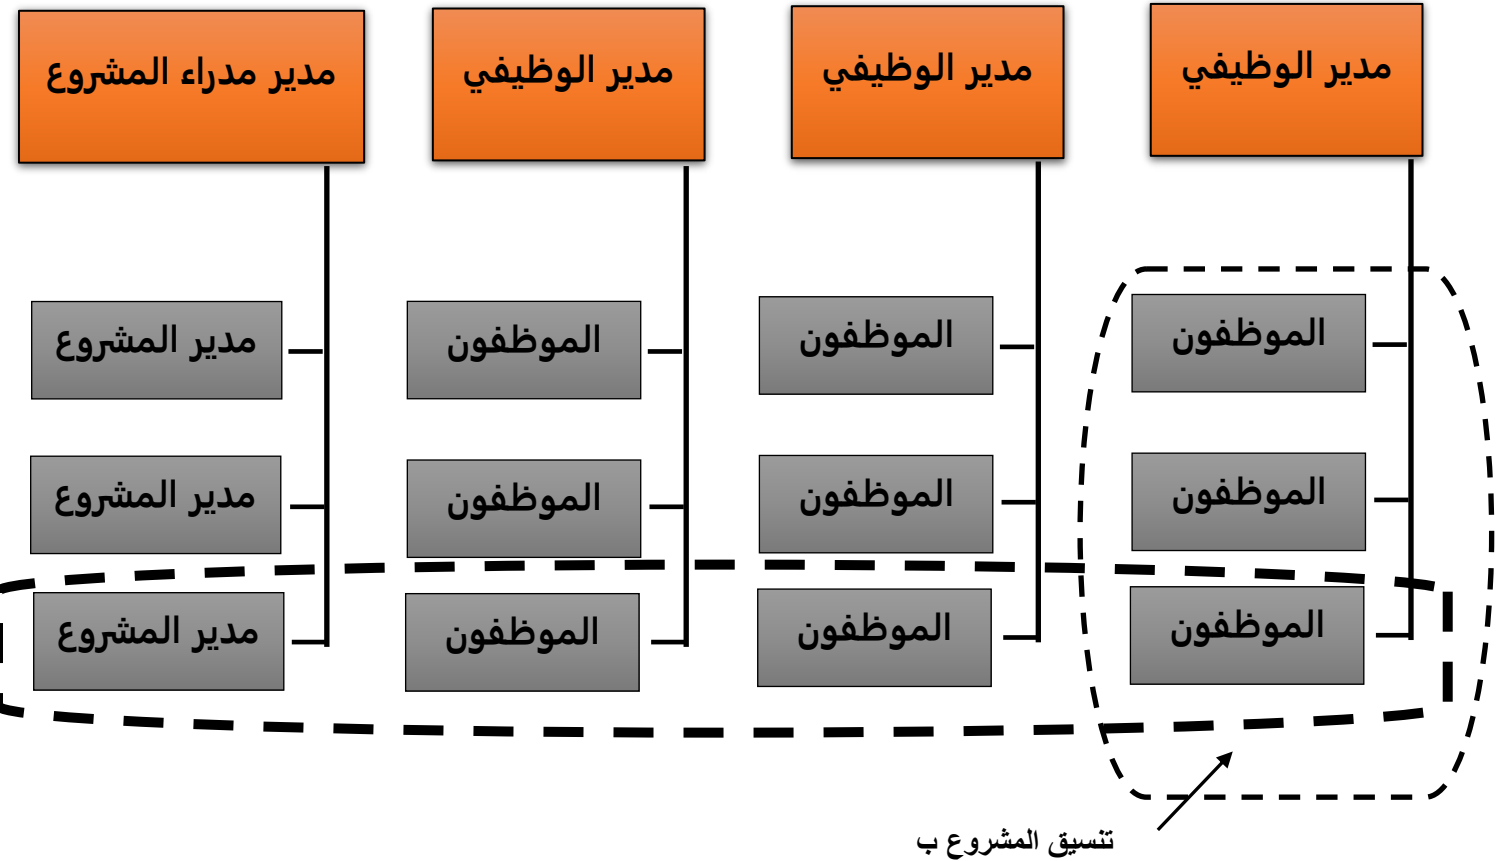 مدير الوظيفي
مدير الوظيفي
مدير الوظيفي
مدير مدراء المشروع
الموظفون
الموظفون
الموظفون
مدير المشروع
الموظفون
الموظفون
الموظفون
مدير المشروع
الموظفون
الموظفون
الموظفون
مدير المشروع
تنسيق المشروع ب